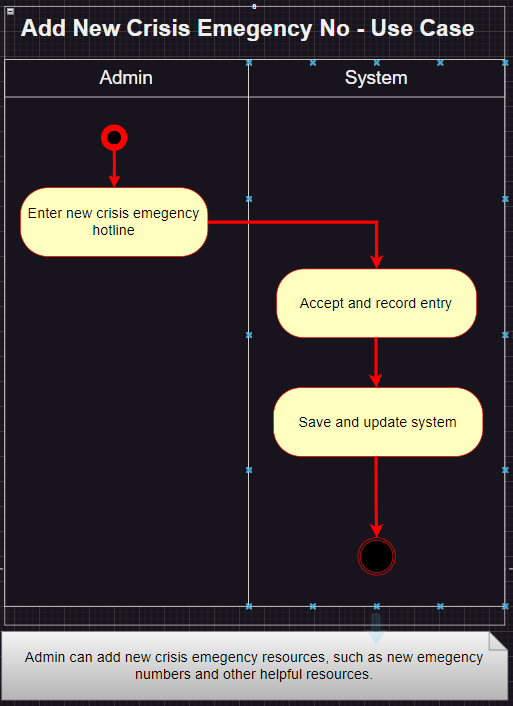 Add New Crisis Emegency No - Use Case
Admin
System
Enter new crisis emegency
hotline
Accept and record entry
Save and update system
Admin can add new crisis emegency resources, such as new emegency
numbers and other helpful resources.